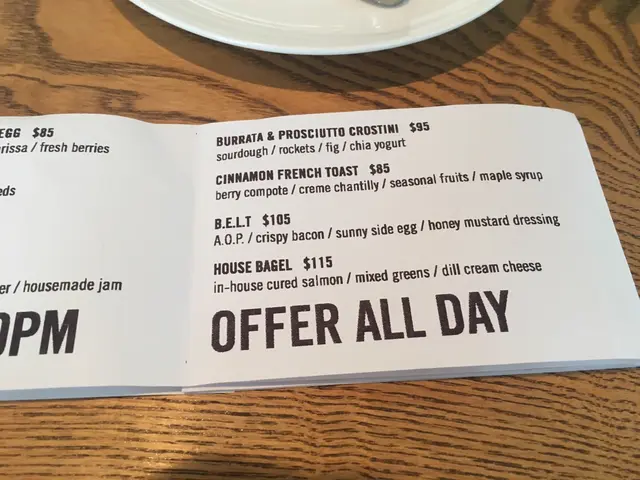 EGG $85
rissa / fresh berries
eds
er / housemade jam
0PM
BURRATA & PROSCIUTTO CROSTINI $95
sourdough / rockets / fig / chia yogurt
CINNAMON FRENCH TOAST $85
berry compote / creme chantilly / seasonal fruits / maple syrup
B.E.L.T $105
A.O.P. / crispy bacon / sunny side egg / honey mustard dressing
HOUSE BAGEL $115
in-house cured salmon / mixed greens / dill cream cheese
OFFER ALL DAY